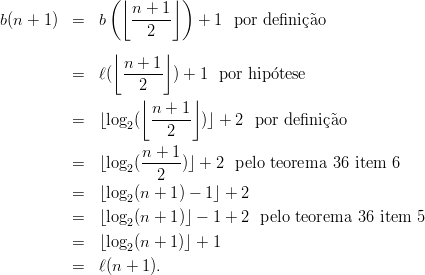 b(n + 1) = b(⌊(n + 1)/2⌋) + 1 por definição
= ℓ(⌊(n + 1)/2⌋) + 1 por hipótese
= ⌊log₂(⌊(n + 1)/2⌋)⌋ + 2 por definição
= ⌊log₂((n + 1)/2)⌋ + 2 pelo teorema 36 item 6
= ⌊log₂(n + 1) − 1⌋ + 2
= ⌊log₂(n + 1)⌋ − 1 + 2 pelo teorema 36 item 5
= ⌊log₂(n + 1)⌋ + 1
= ℓ(n + 1).